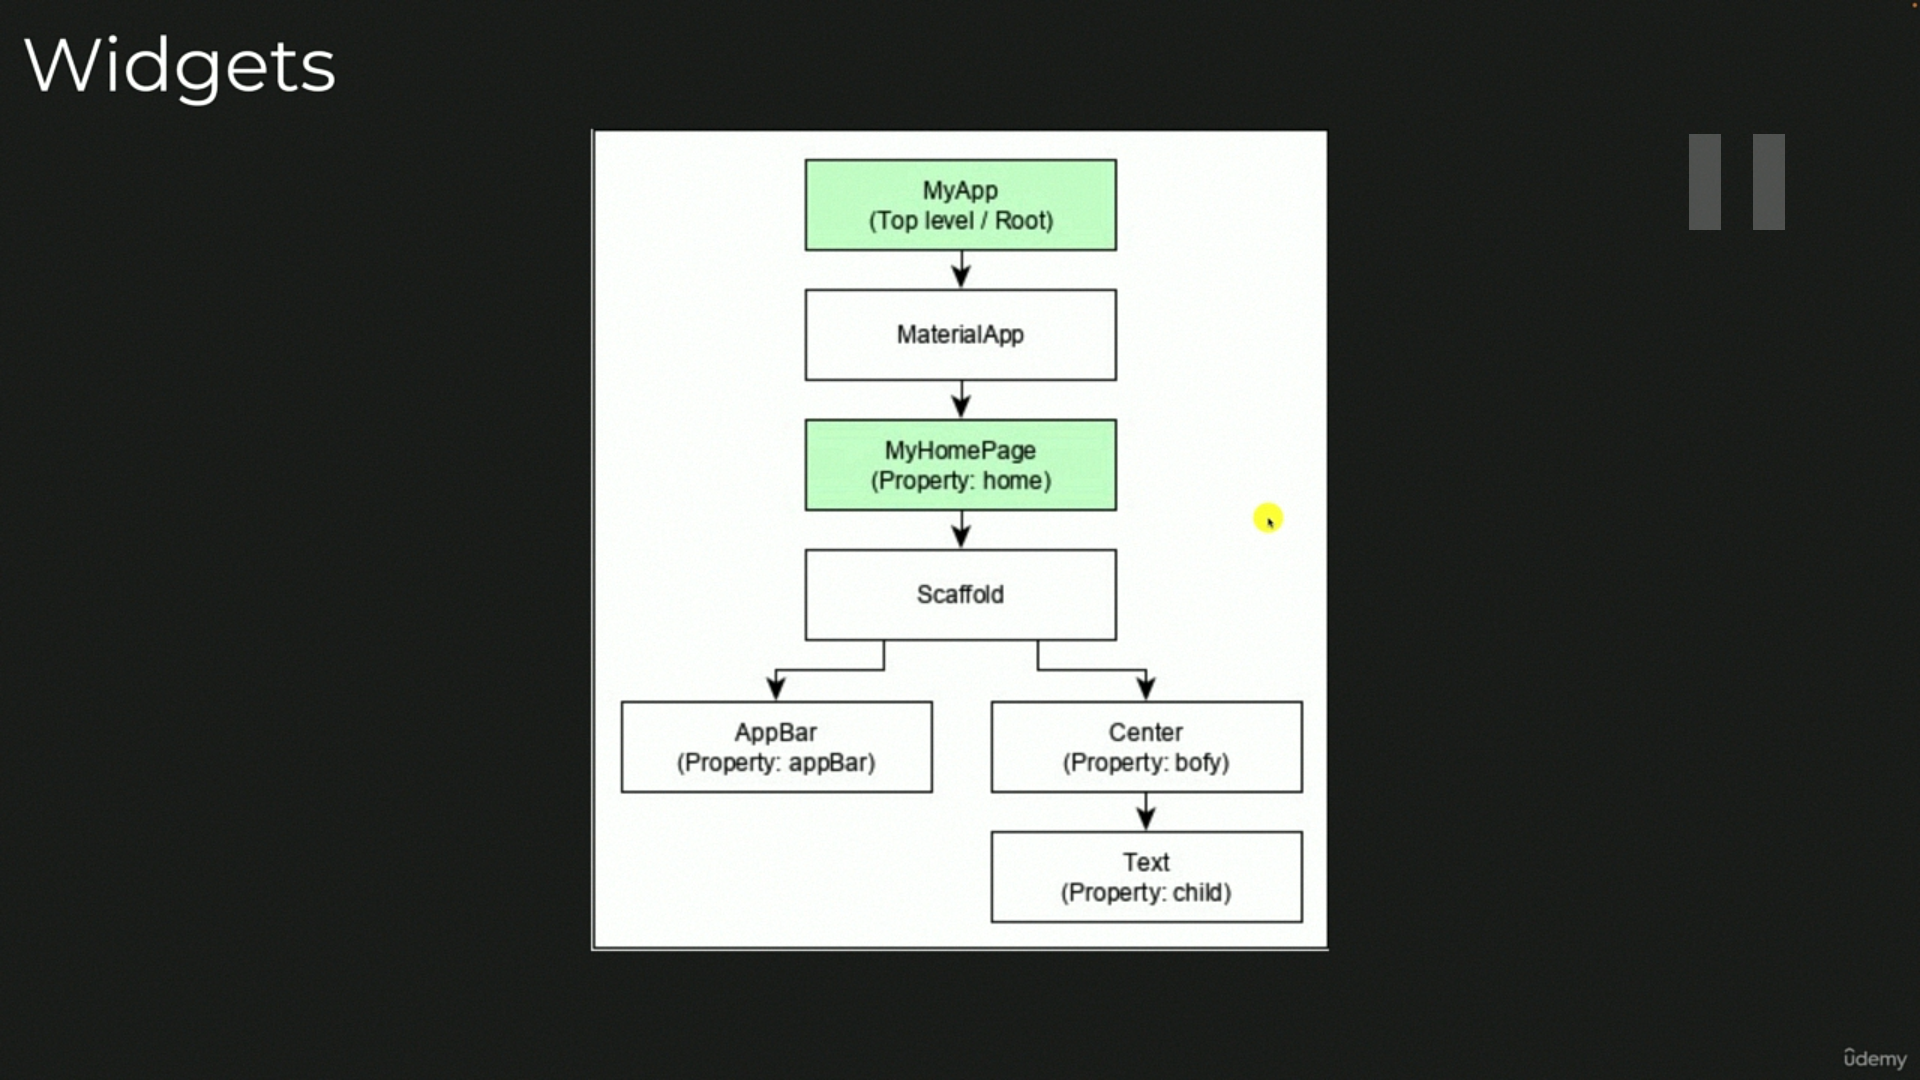 Widgets
MyApp
(Top level / Root)
MaterialApp
MyHomePage
(Property: home)
Scaffold
AppBar
(Property: appBar)
Center
(Property: bofy)
Text
(Property: child)
ûdemy